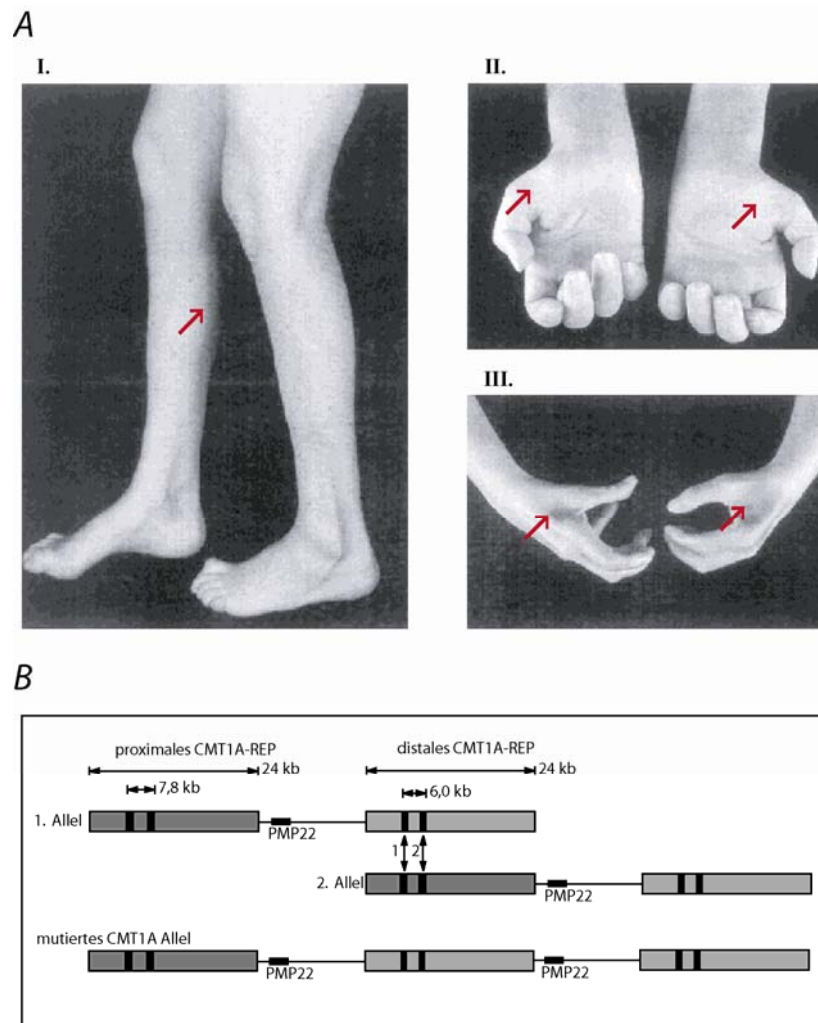 A
I.
II.
III.
B
proximales CMT1A-REP
distales CMT1A-REP
24 kb
24 kb
7,8 kb
6,0 kb
1. Allel
PMP22
1
2
2. Allel
PMP22
mutiertes CMT1A Allel
PMP22
PMP22